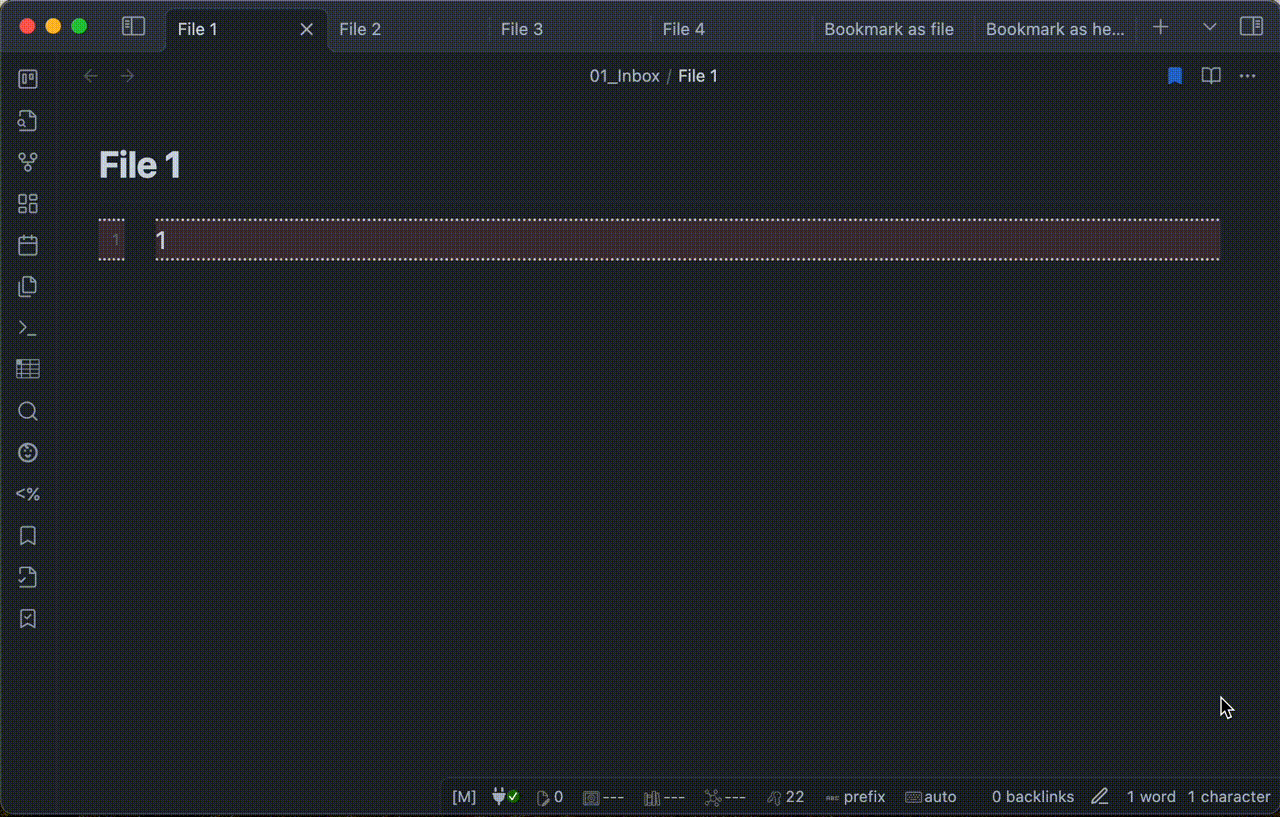 File 1 File 2 File 3 File 4 Bookmark as file Bookmark as he...
01_Inbox / File 1
File 1
1 1
<%
[M] 0 --- --- --- 22 ABC prefix auto 0 backlinks 1 word 1 character